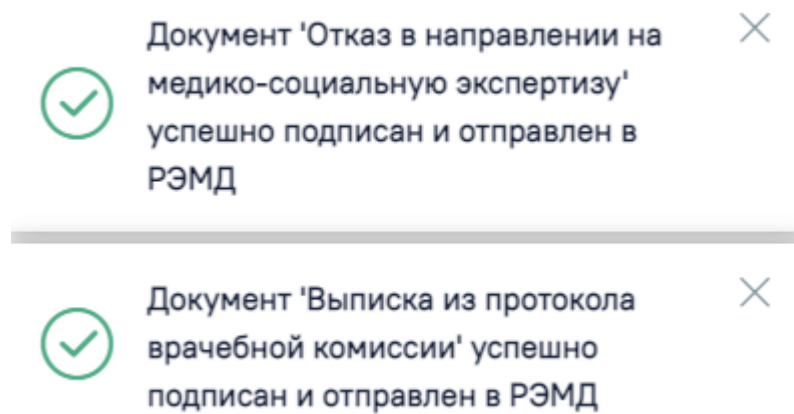 Документ 'Отказ в направлении на
медико-социальную экспертизу'
успешно подписан и отправлен в
РЭМД
Документ 'Выписка из протокола
врачебной комиссии' успешно
подписан и отправлен в РЭМД